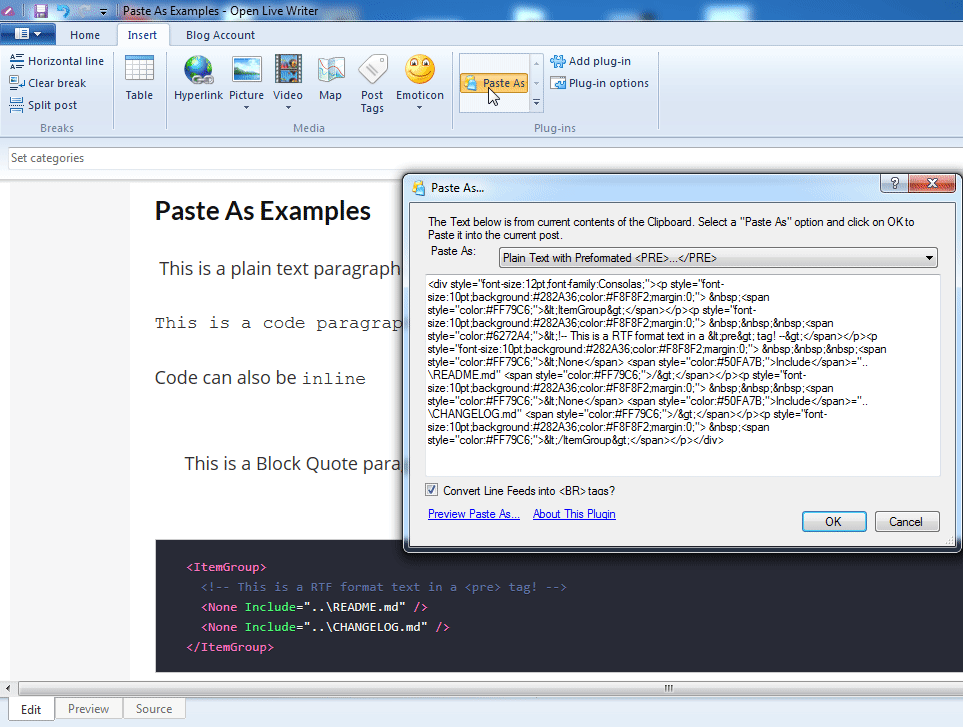 Paste As Examples - Open Live Writer
Home
Insert
Blog Account
Horizontal line
Clear break
Split post
Breaks
Table
Hyperlink
Picture
Video
Map
Post
Tags
Emoticon
Media
Paste As
Add plug-in
Plug-in options
Plug-ins
Set categories
Paste As Examples
This is a plain text paragraph
This is a code paragrap
Code can also be inline
This is a Block Quote para
<ItemGroup>
<!-- This is a RTF format text in a <pre> tag! -->
<None Include="..\README.md" />
<None Include="..\CHANGELOG.md" />
</ItemGroup>
Paste As...
?
The Text below is from current contents of the Clipboard. Select a "Paste As" option and click on OK to
Paste it into the current post.
Paste As:
Plain Text with Preformated <PRE>...</PRE>
<div style="font-size:12pt;font-family:Consolas;"><p style="font-
size:10pt;background:#282A36;color:#F8F8F2;margin:0;"> &nbsp;<span
style="color:#FF79C6;">&lt;ItemGroup&gt;</span></p><p style="font-
size:10pt;background:#282A36;color:#F8F8F2;margin:0;"> &nbsp;&nbsp;&nbsp;<span
style="color:#6272A4;">&lt;!-- This is a RTF format text in a &lt;pre&gt; tag! --&gt;</span></p><p
style="font-size:10pt;background:#282A36;color:#F8F8F2;margin:0;"> &nbsp;&nbsp;&nbsp;<span
style="color:#FF79C6;">&lt;None</span> <span style="color:#50FA7B;">Include</span>="..
\README.md" <span style="color:#FF79C6;">/&gt;</span></p><p style="font-
size:10pt;background:#282A36;color:#F8F8F2;margin:0;"> &nbsp;&nbsp;&nbsp;<span
style="color:#FF79C6;">&lt;None</span> <span style="color:#50FA7B;">Include</span>="..
\CHANGELOG.md" <span style="color:#FF79C6;">/&gt;</span></p><p style="font-
size:10pt;background:#282A36;color:#F8F8F2;margin:0;"> &nbsp;<span
style="color:#FF79C6;">&lt;/ItemGroup&gt;</span></p></div>
Convert Line Feeds into <BR> tags?
Preview Paste As...
About This Plugin
OK
Cancel
Edit
Preview
Source